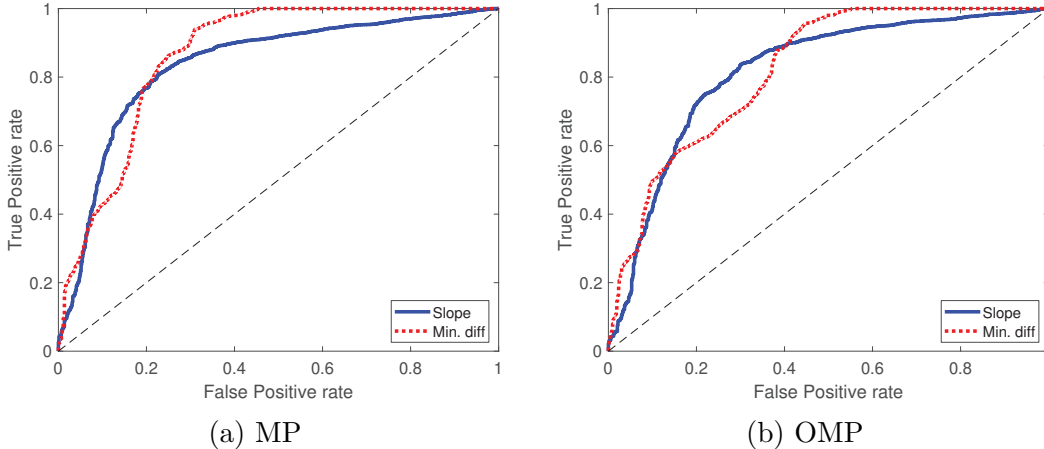 1
0.8
0.6
0.4
0.2
0
True Positive rate
0 0.2 0.4 0.6 0.8 1
False Positive rate
Slope
Min. diff
(a) MP
1
0.8
0.6
0.4
0.2
0
True Positive rate
0 0.2 0.4 0.6 0.8
False Positive rate
Slope
Min. diff
(b) OMP